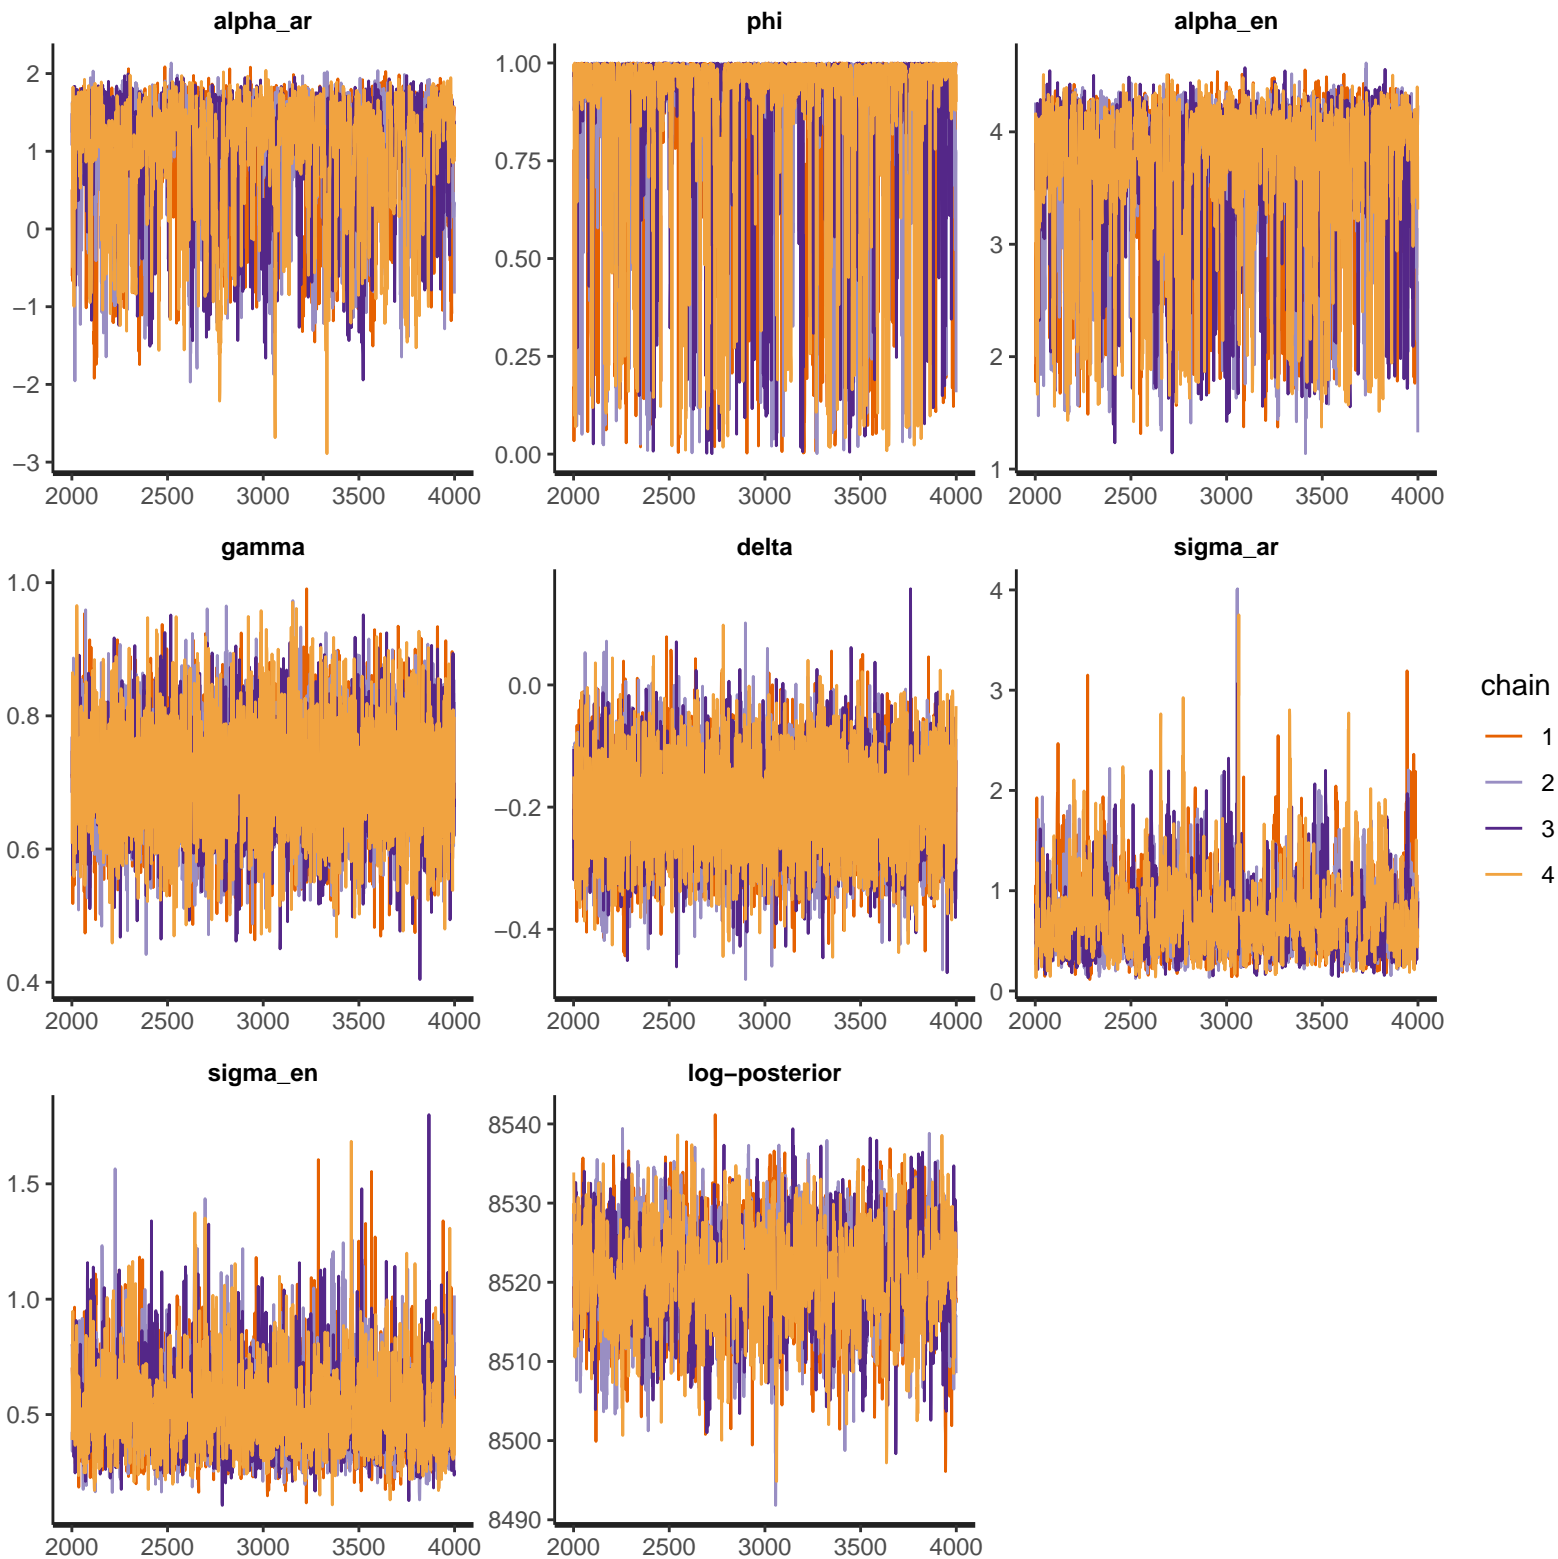 alpha_ar phi alpha_en
2 1.00 4
1 0.75 3
0 0.50 2
−1 0.25 1
−2 0.00
−3
2000 2500 3000 3500 4000 2000 2500 3000 3500 4000 2000 2500 3000 3500 4000
gamma delta sigma_ar
1.0 0.0 4
0.8 −0.2 3
0.6 −0.4 2
0.4 1
0
2000 2500 3000 3500 4000 2000 2500 3000 3500 4000 2000 2500 3000 3500 4000
chain
1
2
3
4
sigma_en log−posterior
1.5 8540
1.0 8530
0.5 8520
8510
8500
8490
2000 2500 3000 3500 4000 2000 2500 3000 3500 4000